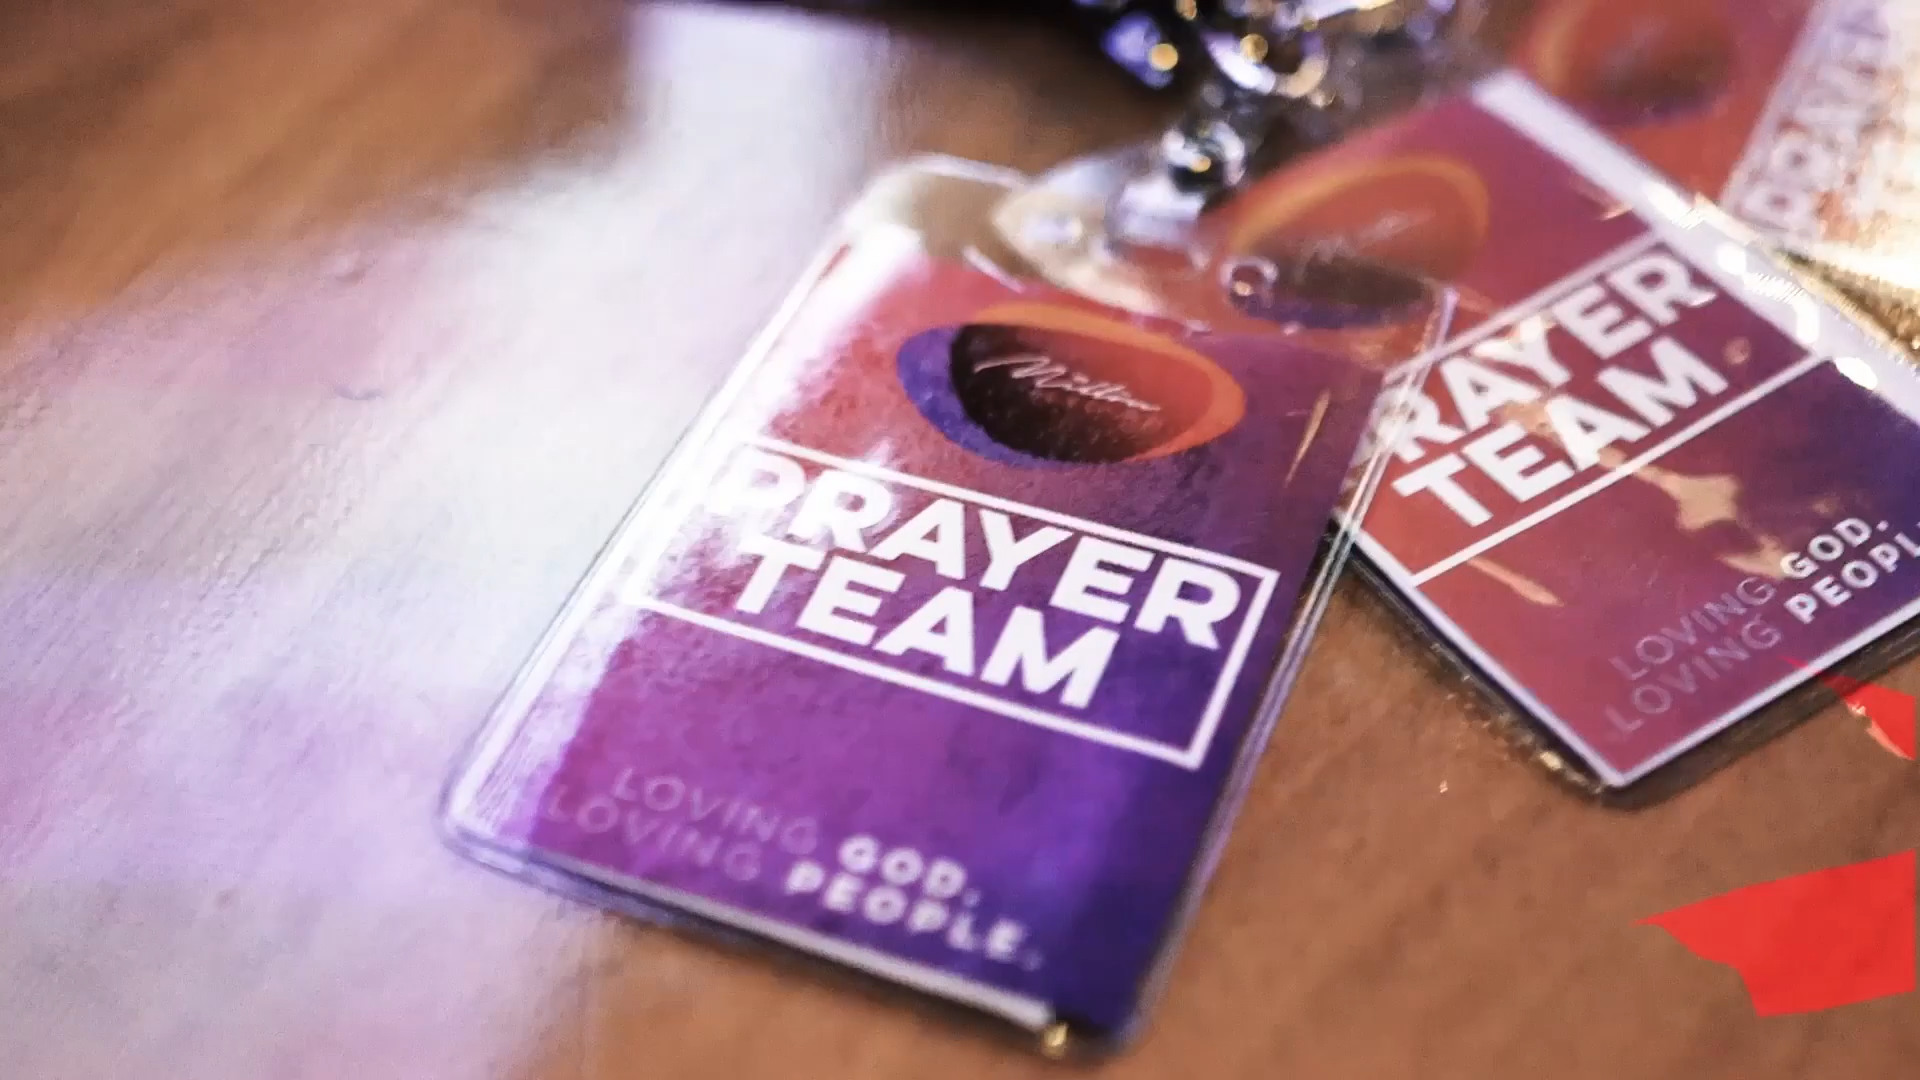 PRAYER
TEAM
LOVING GOD.
LOVING PEOPLE.
RAYER
TEAM
LOVING GOD.
LOVING PEOPL